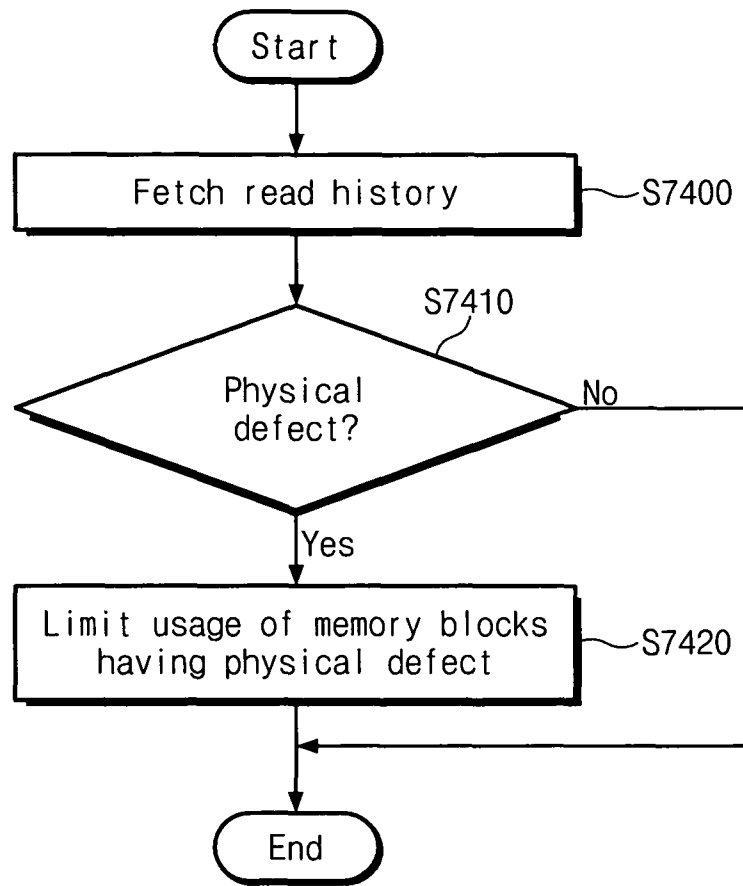 Start
Fetch read history
S7400
S7410
Physical
defect?
No
Yes
Limit usage of memory blocks
having physical defect
S7420
End